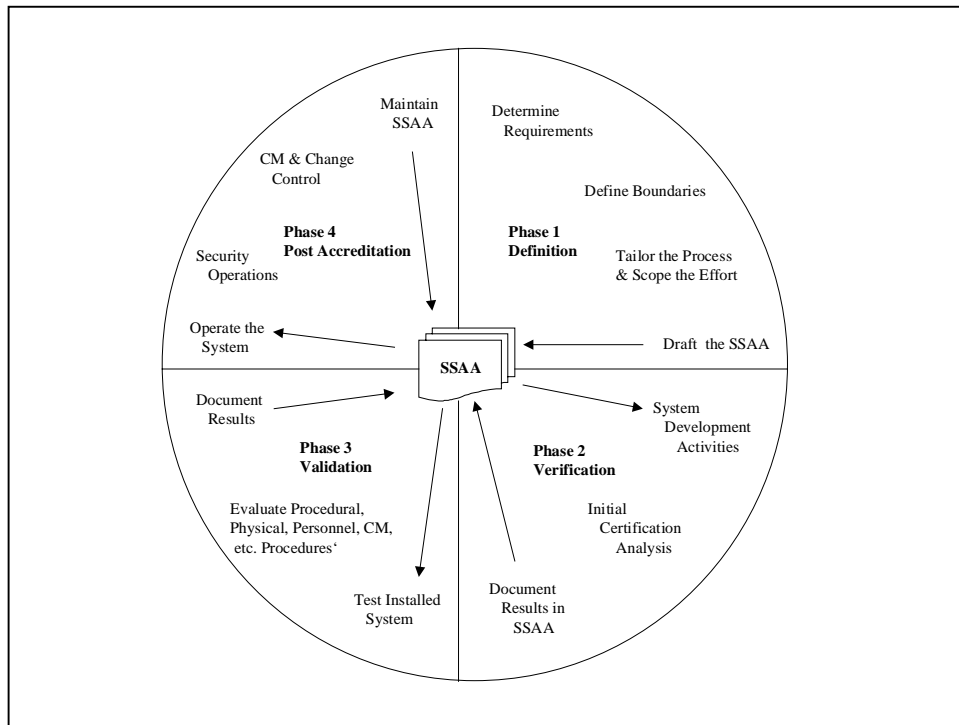 Maintain
SSAA
CM & Change
Control
Phase 4
Post Accreditation
Security
Operations
Operate the
System
Determine
Requirements
Define Boundaries
Phase 1
Definition
Tailor the Process
& Scope the Effort
Draft the SSAA
SSAA
System
Development
Activities
Phase 2
Verification
Initial
Certification
Analysis
Document
Results in
SSAA
Document
Results
Phase 3
Validation
Evaluate Procedural,
Physical, Personnel, CM,
etc. Procedures‘
Test Installed
System